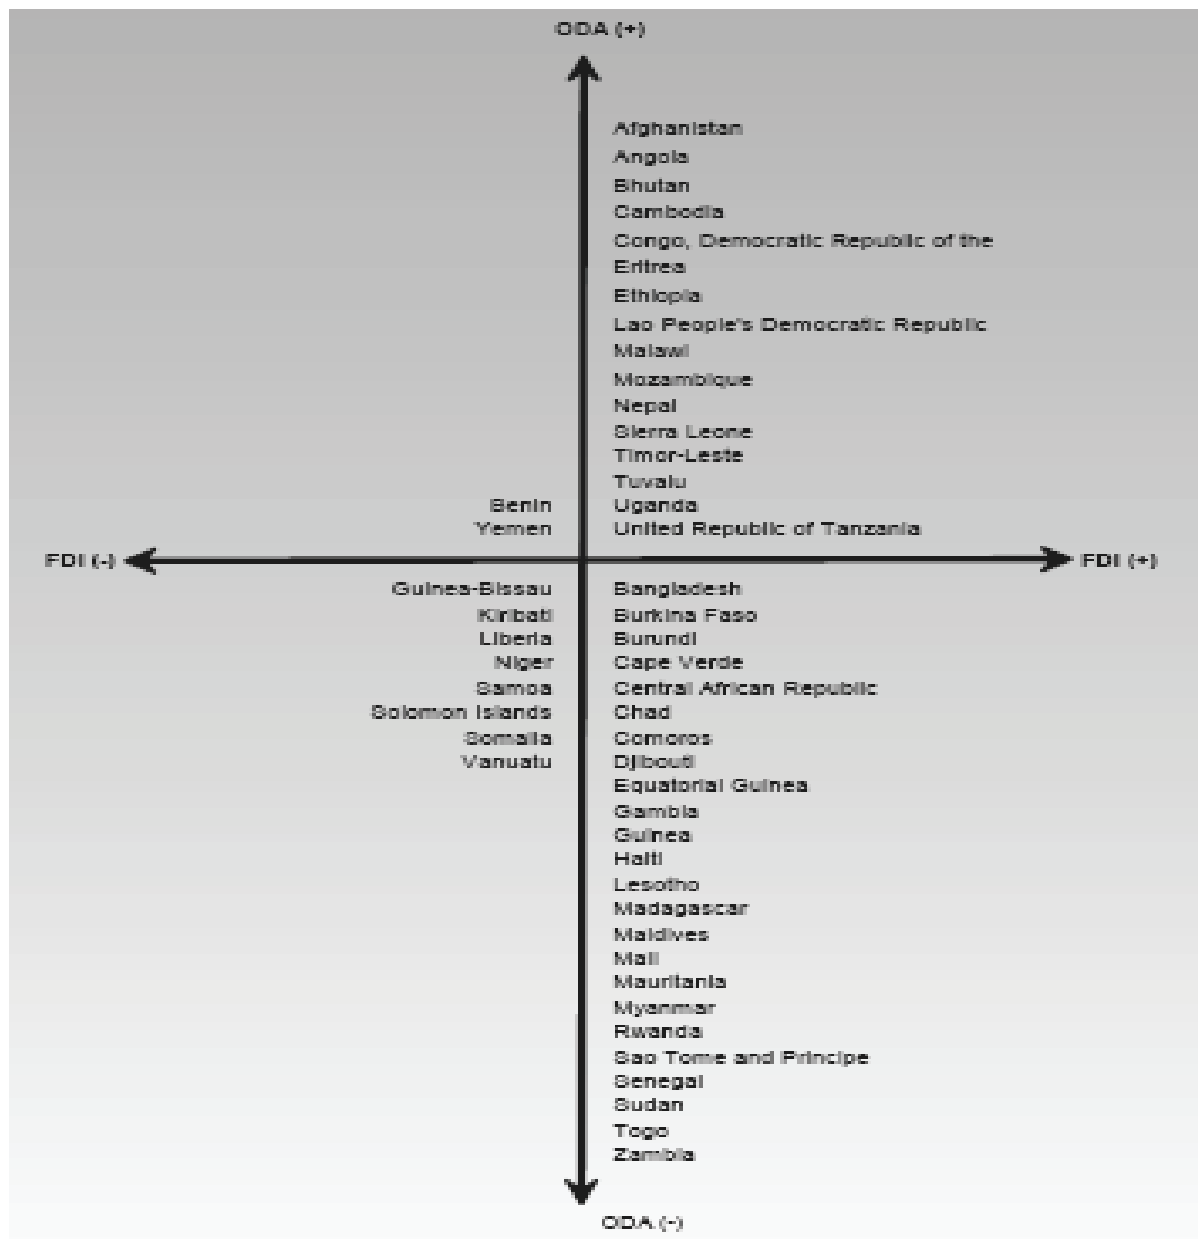 ODA (+)
Afghanistan
Angola
Bhutan
Cambodia
Congo, Democratic Republic of the
Eritrea
Ethiopia
Lao People's Democratic Republic
Malawi
Mozambique
Nepal
Sierra Leone
Timor-Leste
Tuvalu
Benin Uganda
Yemen United Republic of Tanzania
FDI (-) FDI (+)
Guinea-Bissau Bangladesh
Kiribati Burkina Faso
Liberia Burundi
Niger Cape Verde
Samoa Central African Republic
Solomon Islands Chad
Somalia Comoros
Vanuatu Djibouti
Equatorial Guinea
Gambia
Guinea
Haiti
Lesotho
Madagascar
Maldives
Mali
Mauritania
Myanmar
Rwanda
Sao Tome and Principe
Senegal
Sudan
Togo
Zambia
ODA (-)